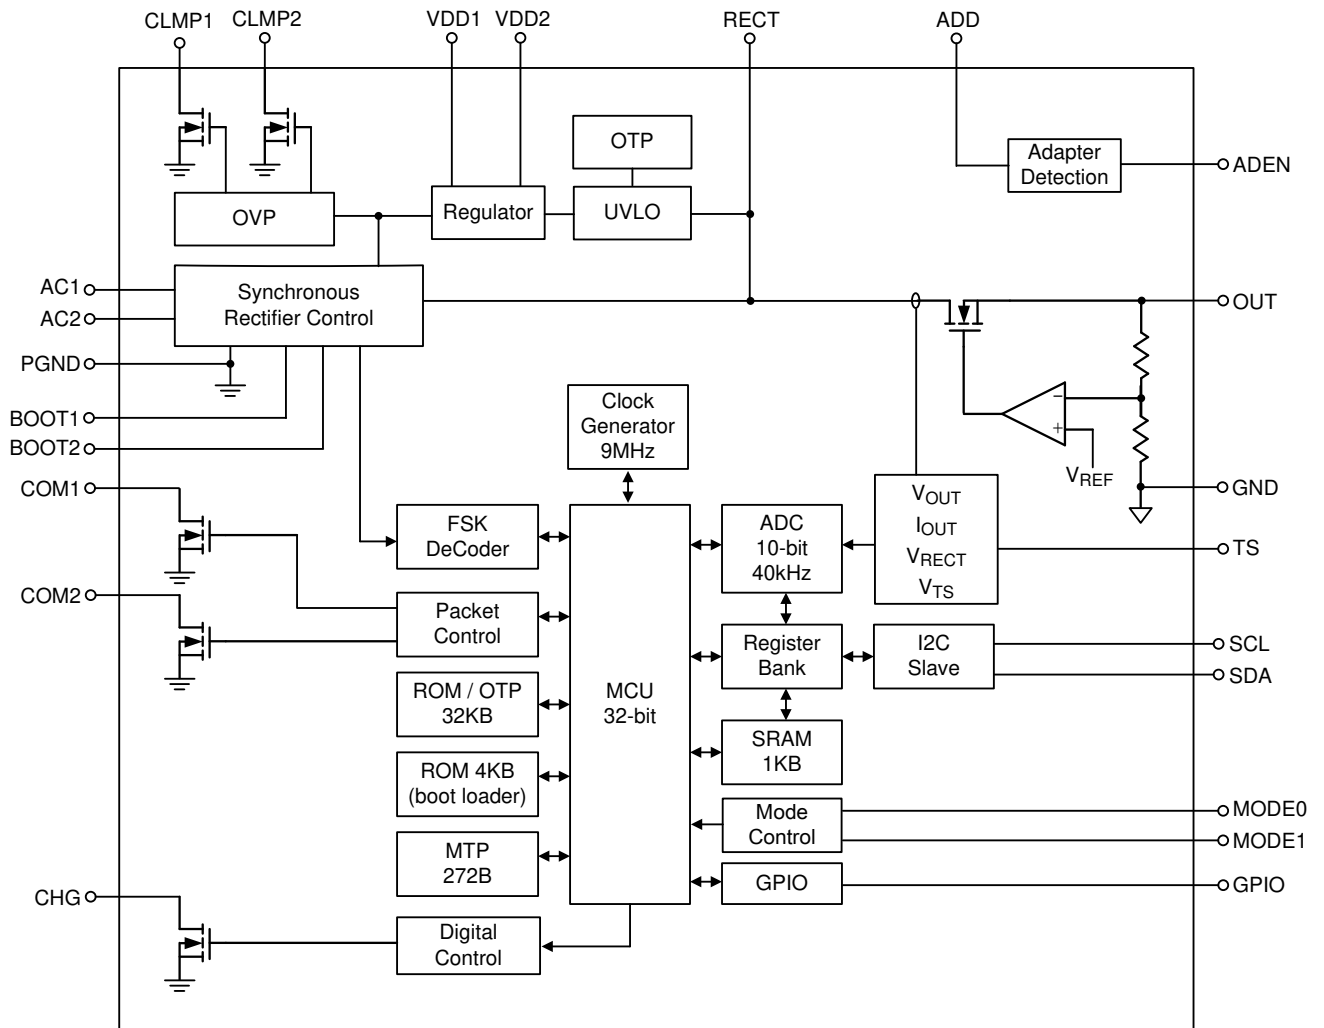 CLMP1
CLMP2
VDD1
VDD2
RECT
ADD
OTP
Adapter
Detection
ADEN
OVP
Regulator
UVLO
AC1
AC2
Synchronous
Rectifier Control
OUT
PGND
BOOT1
BOOT2
Clock
Generator
9MHz
−
+
VREF
COM1
GND
VOUT
IOUT
VRECT
VTS
FSK
DeCoder
ADC
10-bit
40kHz
TS
COM2
Packet
Control
Register
Bank
I2C
Slave
SCL
SDA
ROM / OTP
32KB
MCU
32-bit
SRAM
1KB
ROM 4KB
(boot loader)
Mode
Control
MODE0
MODE1
MTP
272B
GPIO
GPIO
CHG
Digital
Control